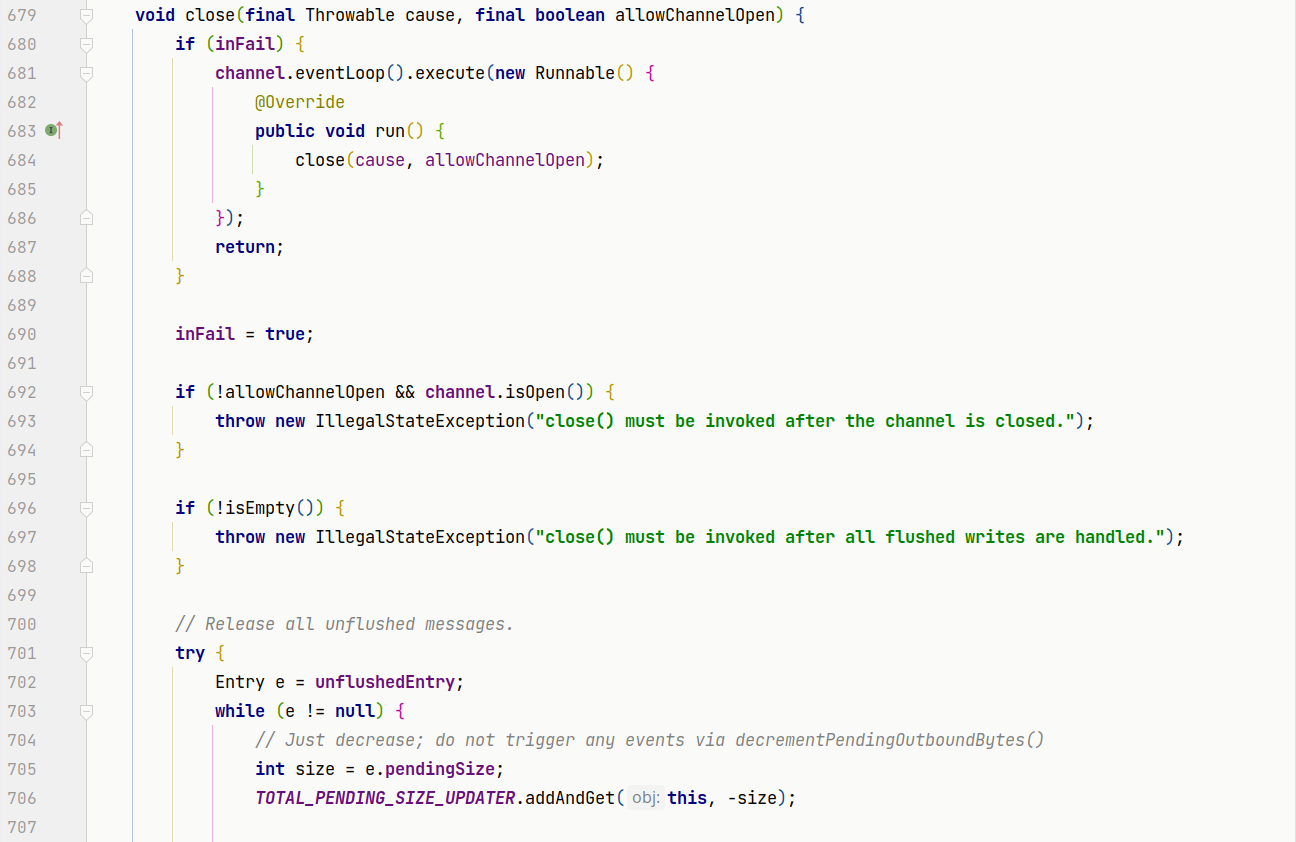 679 void close(final Throwable cause, final boolean allowChannelOpen) {
680 if (inFail) {
681 channel.eventLoop().execute(new Runnable() {
682 @Override
683 public void run() {
684 close(cause, allowChannelOpen);
685 }
686 });
687 return;
688 }
689
690 inFail = true;
691
692 if (!allowChannelOpen && channel.isOpen()) {
693 throw new IllegalStateException("close() must be invoked after the channel is closed.");
694 }
695
696 if (!isEmpty()) {
697 throw new IllegalStateException("close() must be invoked after all flushed writes are handled.");
698 }
699
700 // Release all unflushed messages.
701 try {
702 Entry e = unflushedEntry;
703 while (e != null) {
704 // Just decrease; do not trigger any events via decrementPendingOutboundBytes()
705 int size = e.pendingSize;
706 TOTAL_PENDING_SIZE_UPDATER.addAndGet( obj: this, -size);
707